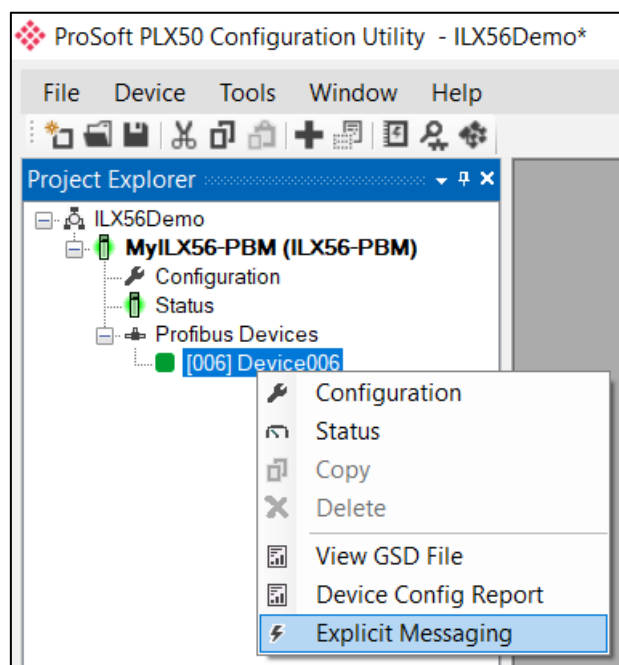 ProSoft PLX50 Configuration Utility - ILX56Demo*
File Device Tools Window Help
Project Explorer
ILX56Demo
MyILX56-PBM (ILX56-PBM)
Configuration
Status
Profibus Devices
[006] Device006
Configuration
Status
Copy
Delete
View GSD File
Device Config Report
Explicit Messaging